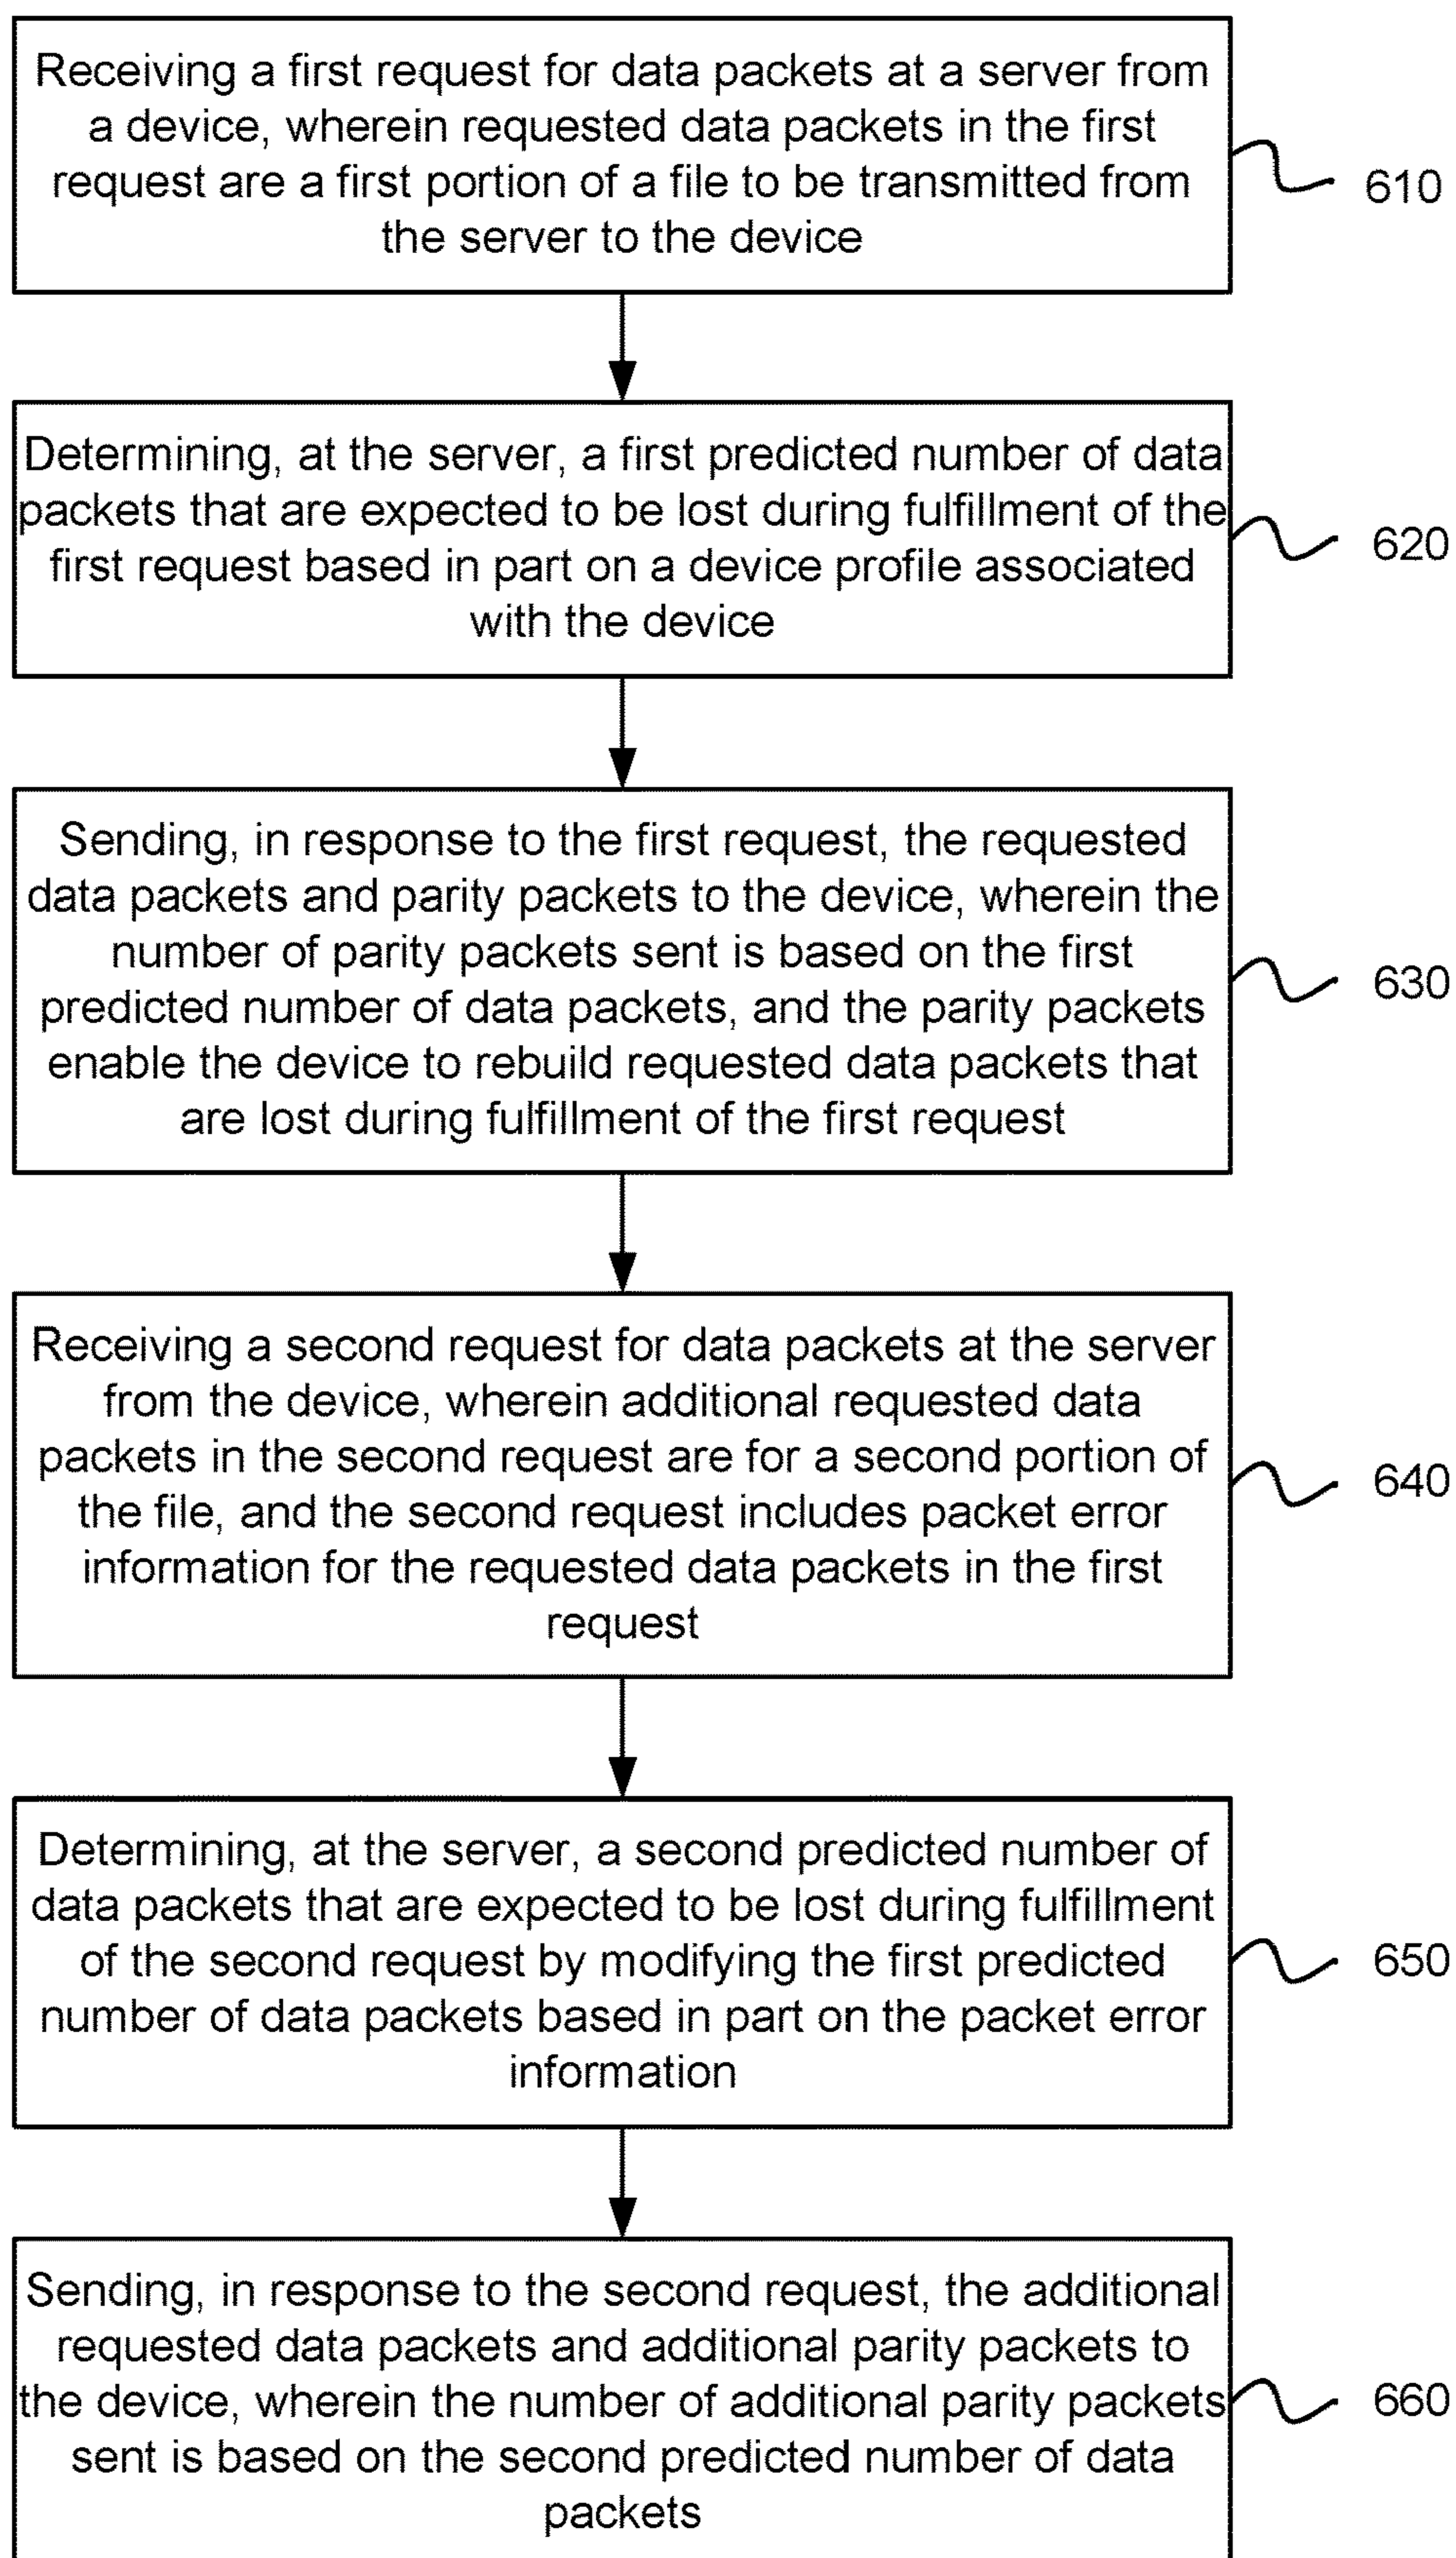 Receiving a first request for data packets at a server from
a device, wherein requested data packets in the first
request are a first portion of a file to be transmitted from
the server to the device
610
Determining, at the server, a first predicted number of data
packets that are expected to be lost during fulfillment of the
first request based in part on a device profile associated
with the device
620
Sending, in response to the first request, the requested
data packets and parity packets to the device, wherein the
number of parity packets sent is based on the first
predicted number of data packets, and the parity packets
enable the device to rebuild requested data packets that
are lost during fulfillment of the first request
630
Receiving a second request for data packets at the server
from the device, wherein additional requested data
packets in the second request are for a second portion of
the file, and the second request includes packet error
information for the requested data packets in the first
request
640
Determining, at the server, a second predicted number of
data packets that are expected to be lost during fulfillment
of the second request by modifying the first predicted
number of data packets based in part on the packet error
information
650
Sending, in response to the second request, the additional
requested data packets and additional parity packets to
the device, wherein the number of additional parity packets
sent is based on the second predicted number of data
packets
660